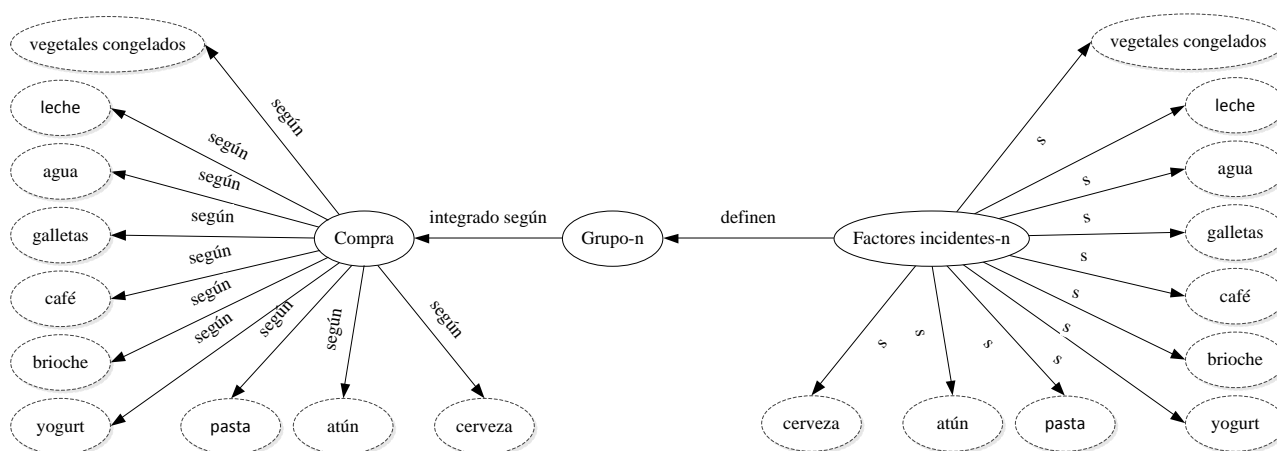 vegetales congelados
vegetales congelados
según
leche
leche
según
s
agua
según
s
agua
galletas
según
integrado según
definen
s
galletas
Compra
Grupo-n
Factores incidentes-n
café
según
s
café
según
s
brioche
según
según
según
según
s
s
s
s
s
brioche
yogurt
pasta
atún
cerveza
cerveza
atún
pasta
yogurt